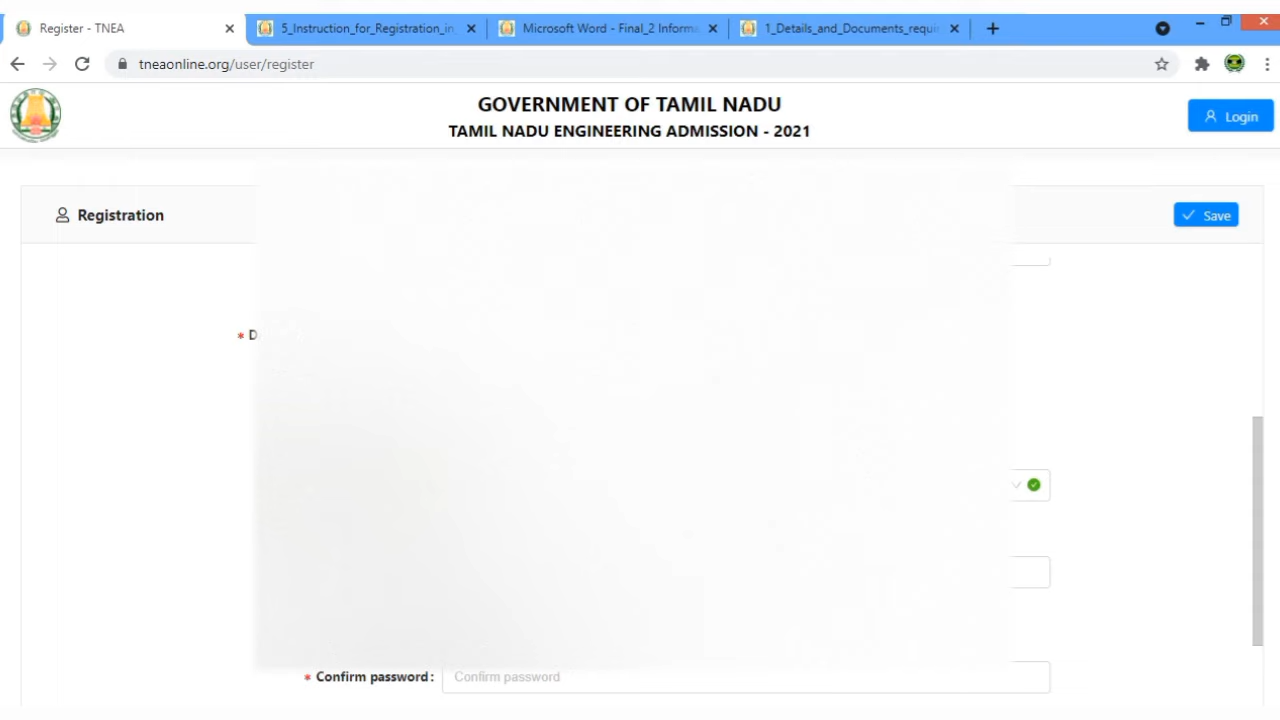 Register - TNEA
5_Instruction_for_Registration_in_
Microsoft Word - Final_2 Informa
1_Details_and_Documents_requi
tneaonline.org/user/register
GOVERNMENT OF TAMIL NADU
TAMIL NADU ENGINEERING ADMISSION - 2021
Login
Registration
Save
* D
* Confirm password :
Confirm password